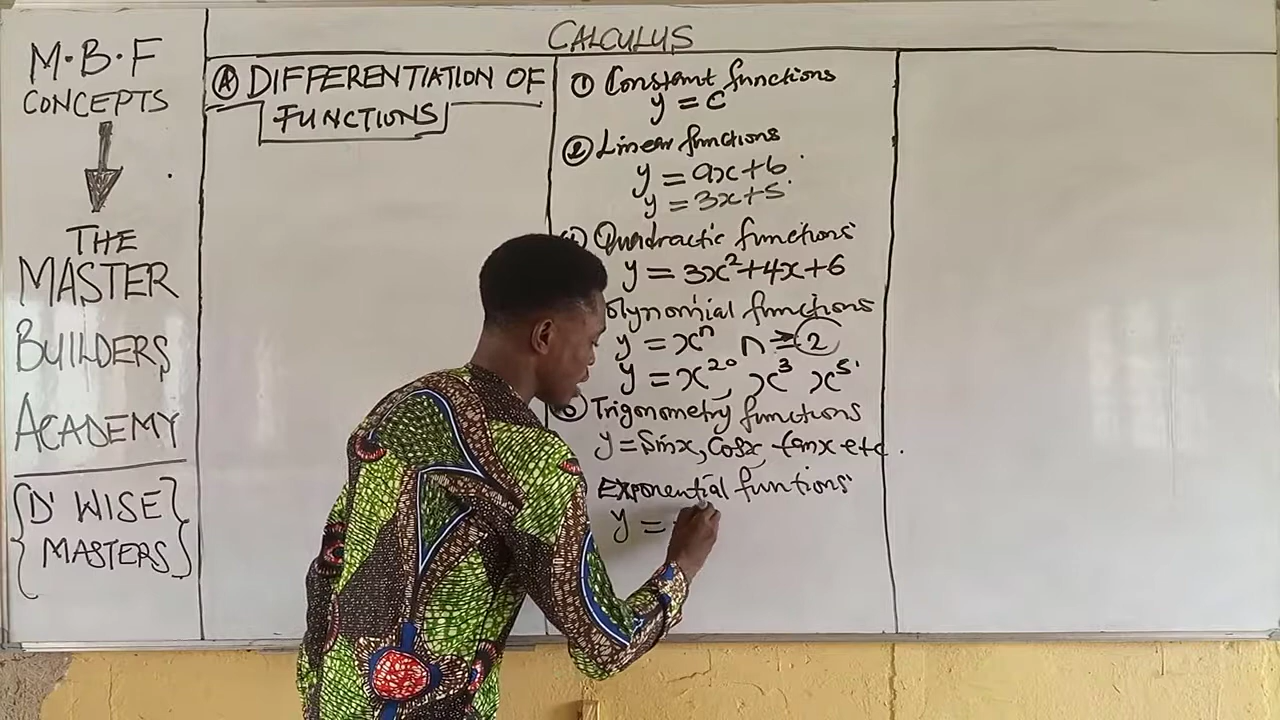 CALCULUS
M.B.F
CONCEPTS
THE
MASTER
BUILDERS
ACADEMY
{D' WISE
MASTERS}
Ⓐ DIFFERENTIATION OF
FUNCTIONS
① Constant functions
y = c
② Linear functions
y = ax+b
y = 3x+5
Quadractic functions
y = 3x²+4x+6
olynomial functions
y = xⁿ n ≥ 2
y = x²⁰, x³ x⁵
Trigonometry functions
y = Sinx, Cosx, tanx etc.
Exponential funtions
y =